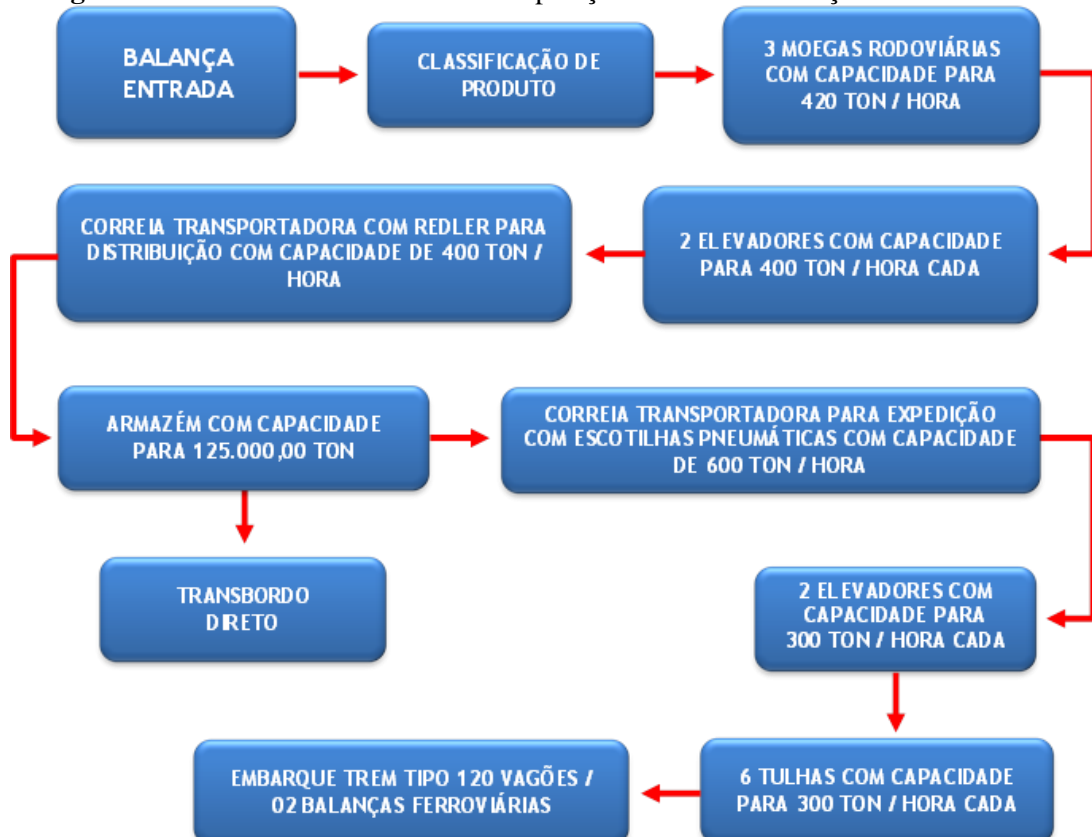 BALANÇA
ENTRADA
CLASSIFICAÇÃO DE
PRODUTO
3 MOEGAS RODOVIÁRIAS
COM CAPACIDADE PARA
420 TON / HORA
2 ELEVADORES COM CAPACIDADE
PARA 400 TON / HORA CADA
CORREIA TRANSPORTADORA COM REDLER PARA
DISTRIBUIÇÃO COM CAPACIDADE DE 400 TON /
HORA
ARMAZÉM COM CAPACIDADE
PARA 125.000,00 TON
CORREIA TRANSPORTADORA PARA EXPEDIÇÃO
COM ESCOTILHAS PNEUMÁTICAS COM CAPACIDADE
DE 600 TON / HORA
TRANSBORDO
DIRETO
2 ELEVADORES COM
CAPACIDADE PARA
300 TON / HORA CADA
6 TULHAS COM CAPACIDADE
PARA 300 TON / HORA CADA
EMBARQUE TREM TIPO 120 VAGÕES /
02 BALANÇAS FERROVIÁRIAS